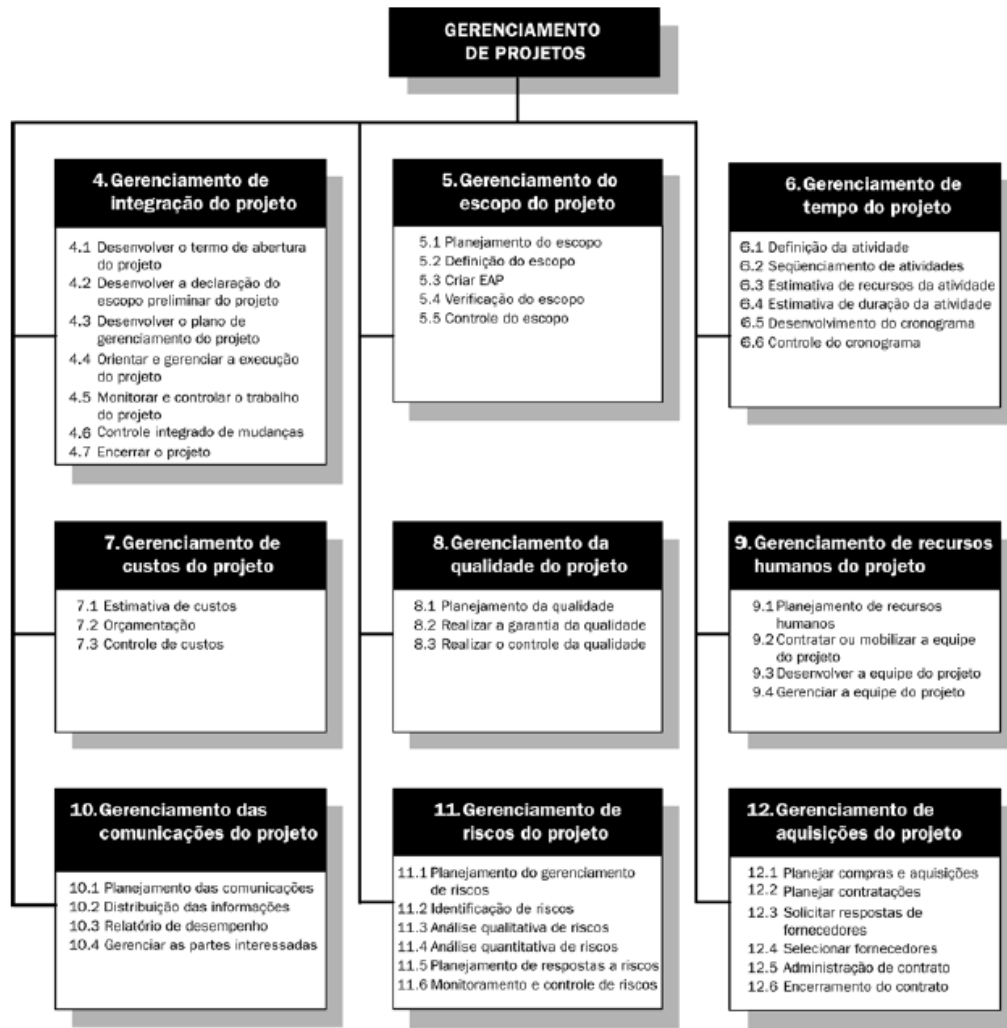 GERENCIAMENTO
DE PROJETOS
4. Gerenciamento de
integração do projeto
4.1 Desenvolver o termo de abertura
do projeto
4.2 Desenvolver a declaração do
escopo preliminar do projeto
4.3 Desenvolver o plano de
gerenciamento do projeto
4.4 Orientar e gerenciar a execução
do projeto
4.5 Monitorar e controlar o trabalho
do projeto
4.6 Controle integrado de mudanças
4.7 Encerrar o projeto
5. Gerenciamento do
escopo do projeto
5.1 Planejamento do escopo
5.2 Definição do escopo
5.3 Criar EAP
5.4 Verificação do escopo
5.5 Controle do escopo
6. Gerenciamento de
tempo do projeto
6.1 Definição da atividade
6.2 Seqüenciamento de atividades
6.3 Estimativa de recursos da atividade
6.4 Estimativa de duração da atividade
6.5 Desenvolvimento do cronograma
6.6 Controle do cronograma
7. Gerenciamento de
custos do projeto
7.1 Estimativa de custos
7.2 Orçamentação
7.3 Controle de custos
8. Gerenciamento da
qualidade do projeto
8.1 Planejamento da qualidade
8.2 Realizar a garantia da qualidade
8.3 Realizar o controle da qualidade
9. Gerenciamento de recursos
humanos do projeto
9.1 Planejamento de recursos
humanos
9.2 Contratar ou mobilizar a equipe
do projeto
9.3 Desenvolver a equipe do projeto
9.4 Gerenciar a equipe do projeto
10. Gerenciamento das
comunicações do projeto
10.1 Planejamento das comunicações
10.2 Distribuição das informações
10.3 Relatório de desempenho
10.4 Gerenciar as partes interessadas
11. Gerenciamento de
riscos do projeto
11.1 Planejamento do gerenciamento
de riscos
11.2 Identificação de riscos
11.3 Análise qualitativa de riscos
11.4 Análise quantitativa de riscos
11.5 Planejamento de respostas a riscos
11.6 Monitoramento e controle de riscos
12. Gerenciamento de
aquisições do projeto
12.1 Planejar compras e aquisições
12.2 Planejar contratações
12.3 Solicitar respostas de
fornecedores
12.4 Selecionar fornecedores
12.5 Administração de contrato
12.6 Encerramento do contrato